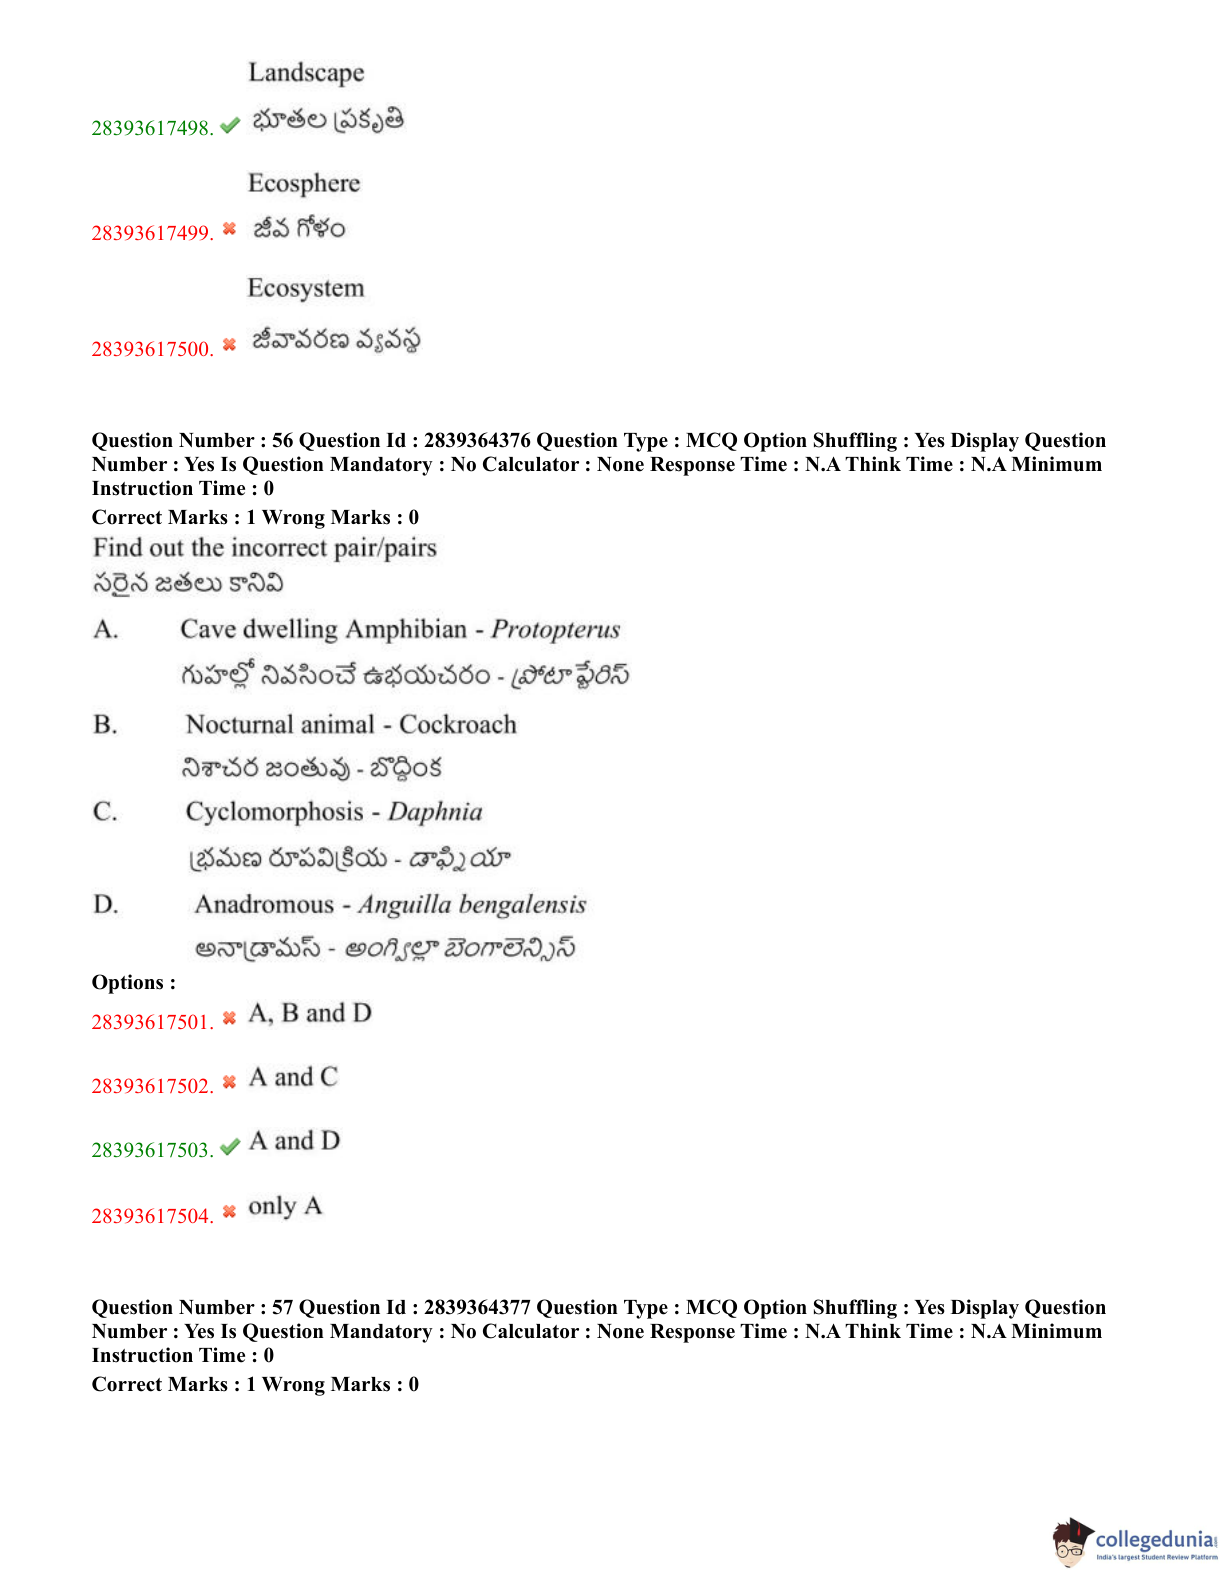 Landscape
28393617498. భూతల ప్రకృతి
Ecosphere
28393617499. జీవ గోళం
Ecosystem
28393617500. జీవావరణ వ్యవస్థ
Question Number : 56 Question Id : 2839364376 Question Type : MCQ Option Shuffling : Yes Display Question
Number : Yes Is Question Mandatory : No Calculator : None Response Time : N.A Think Time : N.A Minimum
Instruction Time : 0
Correct Marks : 1 Wrong Marks : 0
Find out the incorrect pair/pairs
సరైన జతలు కానివి
A. Cave dwelling Amphibian - Protopterus
గుహల్లో నివసించే ఉభయచరం - ప్రోటాప్టేరిస్
B. Nocturnal animal - Cockroach
నిశాచర జంతువు - బొద్దింక
C. Cyclomorphosis - Daphnia
భ్రమణ రూపవిక్రియ - డాఫ్నియా
D. Anadromous - Anguilla bengalensis
అనాడ్రామస్ - అంగ్విల్లా బెంగాలెన్సిస్
Options :
28393617501. A, B and D
28393617502. A and C
28393617503. A and D
28393617504. only A
Question Number : 57 Question Id : 2839364377 Question Type : MCQ Option Shuffling : Yes Display Question
Number : Yes Is Question Mandatory : No Calculator : None Response Time : N.A Think Time : N.A Minimum
Instruction Time : 0
Correct Marks : 1 Wrong Marks : 0
collegedunia
India's largest Student Review Platform